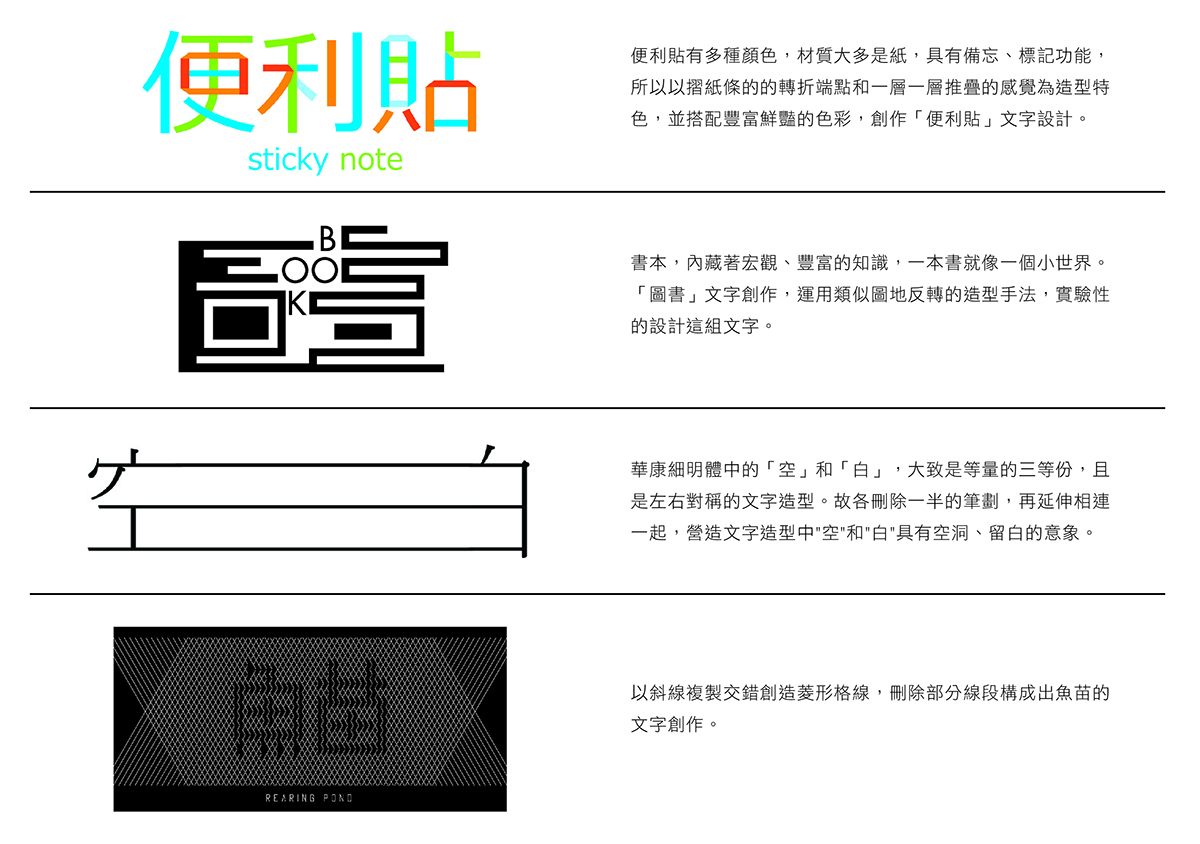 便利貼
sticky note
便利貼有多種顏色，材質大多是紙，具有備忘、標記功能，
所以以摺紙條的的轉折端點和一層一層推疊的感覺為造型特
色，並搭配豐富鮮豔的色彩，創作「便利貼」文字設計。
圖書
B
OO
K
書本，內藏著宏觀、豐富的知識，一本書就像一個小世界。
「圖書」文字創作，運用類似圖地反轉的造型手法，實驗性
的設計這組文字。
空白
華康細明體中的「空」和「白」，大致是等量的三等份，且
是左右對稱的文字造型。故各刪除一半的筆劃，再延伸相連
一起，營造文字造型中"空"和"白"具有空洞、留白的意象。
魚苗
REARING POND
以斜線複製交錯創造菱形格線，刪除部分線段構成出魚苗的
文字創作。